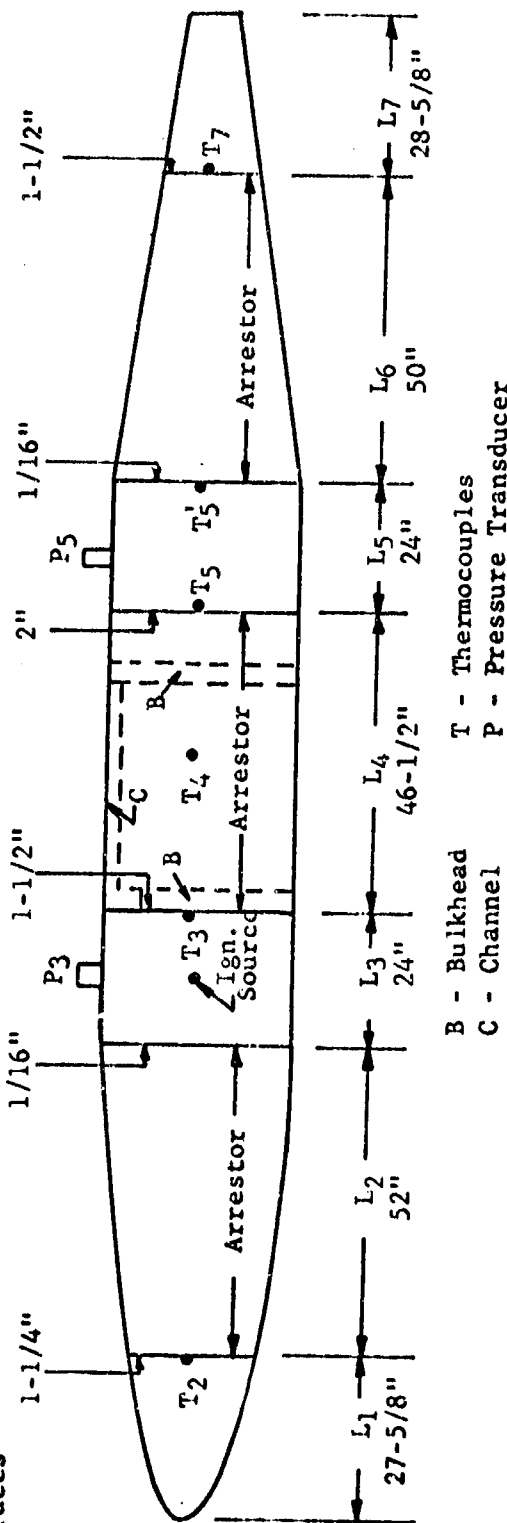 1-1/4"
1/16"
P3
1-1/2"
2"
P5
1/16"
1-1/2"
C
B
B
T2
Arrestor
Ign.
Source
T3
T4
Arrestor
T5
T'5
Arrestor
T7
L1
27-5/8"
L2
52"
L3
24"
L4
46-1/2"
L5
24"
L6
50"
L7
28-5/8"
B - Bulkhead
C - Channel
T - Thermocouples
P - Pressure Transducer